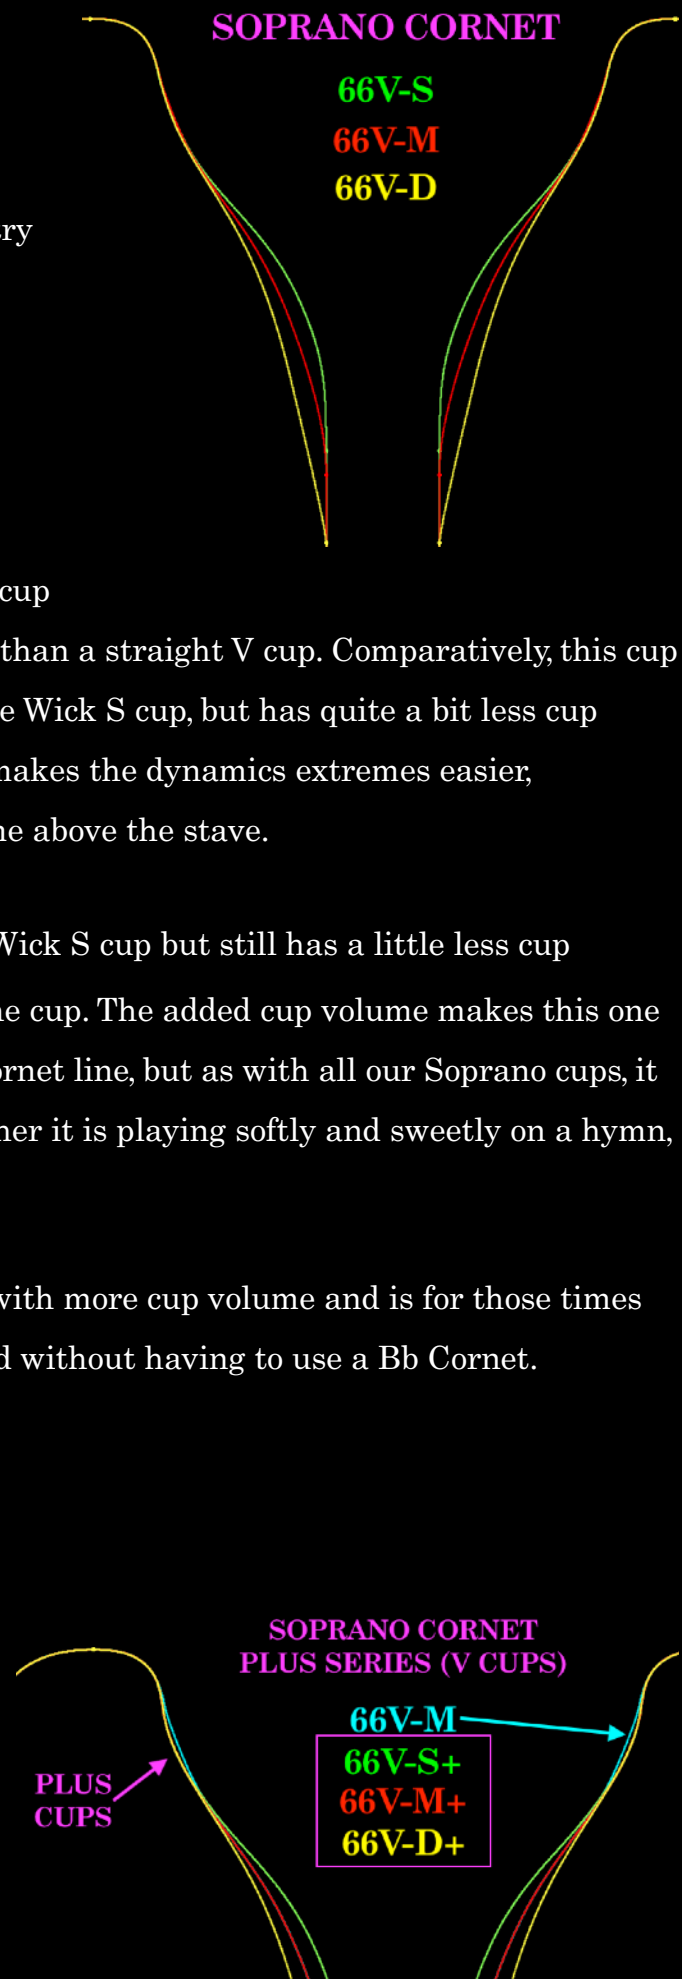 SOPRANO CORNET
66V-S
66V-M
66V-D
ry
cup
than a straight V cup. Comparatively, this cup
e Wick S cup, but has quite a bit less cup
makes the dynamics extremes easier,
ne above the stave.
Wick S cup but still has a little less cup
ne cup. The added cup volume makes this one
ornet line, but as with all our Soprano cups, it
her it is playing softly and sweetly on a hymn,
with more cup volume and is for those times
d without having to use a Bb Cornet.
SOPRANO CORNET
PLUS SERIES (V CUPS)
66V-M
66V-S+
66V-M+
66V-D+
PLUS
CUPS